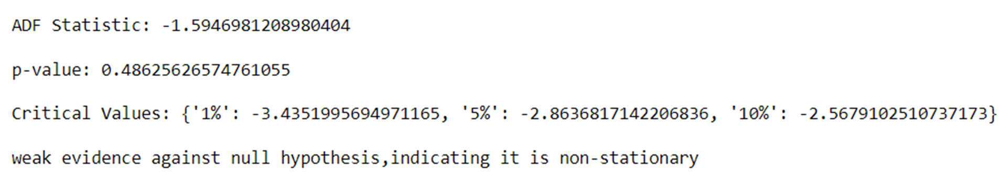 ADF Statistic: -1.5946981208980404
p-value: 0.48625626574761055
Critical Values: {'1%': -3.4351995694971165, '5%': -2.8636817142206836, '10%': -2.5679102510737173}
weak evidence against null hypothesis,indicating it is non-stationary